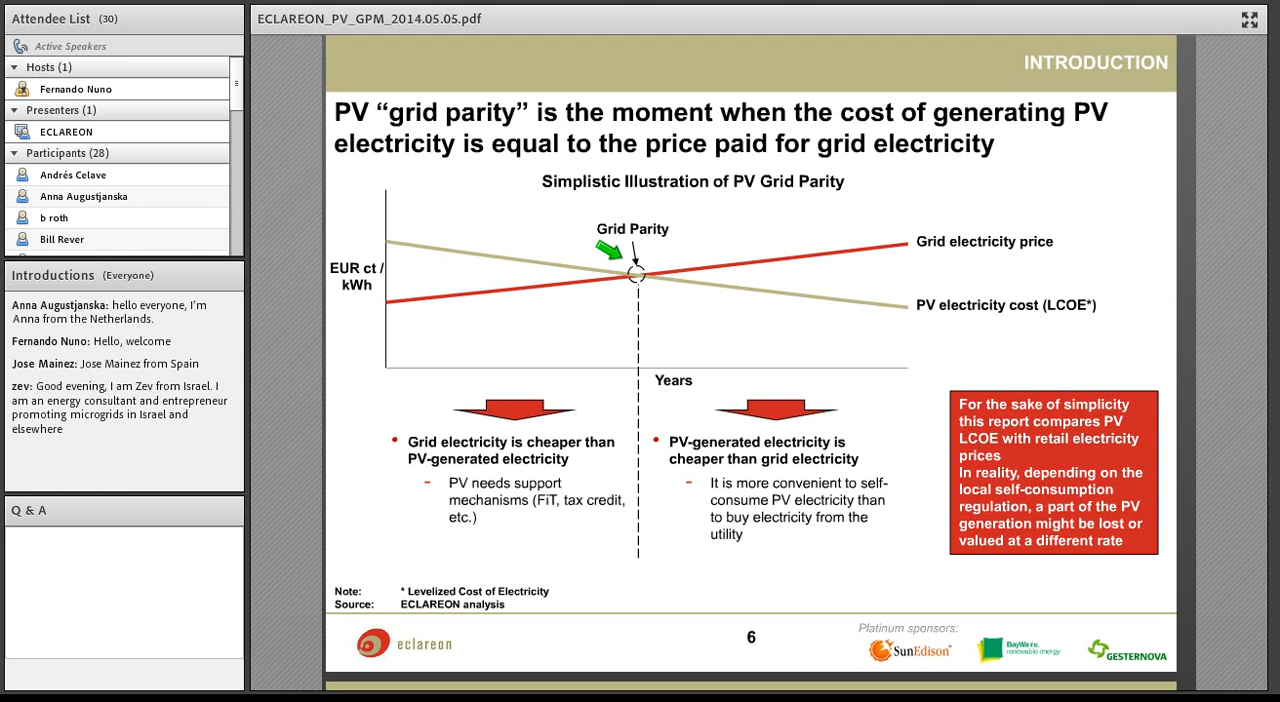 Attendee List (30)
Active Speakers
Hosts (1)
Fernando Nuno
Presenters (1)
ECLAREON
Participants (28)
Andrés Celave
Anna Augustjanska
b roth
Bill Rever
Introductions (Everyone)
Anna Augustjanska: hello everyone, I'm
Anna from the Netherlands.
Fernando Nuno: Hello, welcome
Jose Mainez: Jose Mainez from Spain
zev: Good evening, I am Zev from Israel. I
am an energy consultant and entrepreneur
promoting microgrids in Israel and
elsewhere
Q & A
ECLAREON_PV_GPM_2014.05.05.pdf
INTRODUCTION
PV “grid parity” is the moment when the cost of generating PV
electricity is equal to the price paid for grid electricity
Simplistic Illustration of PV Grid Parity
Grid Parity
EUR ct /
kWh
Grid electricity price
PV electricity cost (LCOE*)
Years
• Grid electricity is cheaper than
PV-generated electricity
– PV needs support
mechanisms (FiT, tax credit,
etc.)
• PV-generated electricity is
cheaper than grid electricity
– It is more convenient to self-
consume PV electricity than
to buy electricity from the
utility
For the sake of simplicity
this report compares PV
LCOE with retail electricity
prices
In reality, depending on the
local self-consumption
regulation, a part of the PV
generation might be lost or
valued at a different rate
Note: * Levelized Cost of Electricity
Source: ECLAREON analysis
eclareon
6
Platinum sponsors:
SunEdison
BayWa r.e.
renewable energy
GESTERNOVA